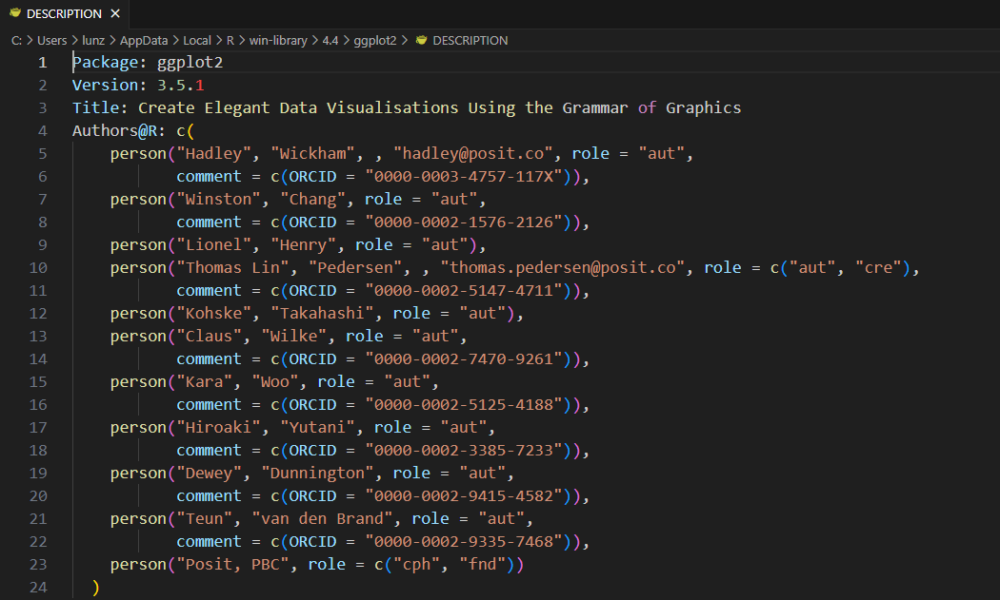 DESCRIPTION ×
C: > Users > lunz > AppData > Local > R > win-library > 4.4 > ggplot2 > DESCRIPTION
1 Package: ggplot2
2 Version: 3.5.1
3 Title: Create Elegant Data Visualisations Using the Grammar of Graphics
4 Authors@R: c(
5     person("Hadley", "Wickham", , "hadley@posit.co", role = "aut",
6            comment = c(ORCID = "0000-0003-4757-117X")),
7     person("Winston", "Chang", role = "aut",
8            comment = c(ORCID = "0000-0002-1576-2126")),
9     person("Lionel", "Henry", role = "aut"),
10     person("Thomas Lin", "Pedersen", , "thomas.pedersen@posit.co", role = c("aut", "cre"),
11            comment = c(ORCID = "0000-0002-5147-4711")),
12     person("Kohske", "Takahashi", role = "aut"),
13     person("Claus", "Wilke", role = "aut",
14            comment = c(ORCID = "0000-0002-7470-9261")),
15     person("Kara", "Woo", role = "aut",
16            comment = c(ORCID = "0000-0002-5125-4188")),
17     person("Hiroaki", "Yutani", role = "aut",
18            comment = c(ORCID = "0000-0002-3385-7233")),
19     person("Dewey", "Dunnington", role = "aut",
20            comment = c(ORCID = "0000-0002-9415-4582")),
21     person("Teun", "van den Brand", role = "aut",
22            comment = c(ORCID = "0000-0002-9335-7468")),
23     person("Posit, PBC", role = c("cph", "fnd"))
24   )